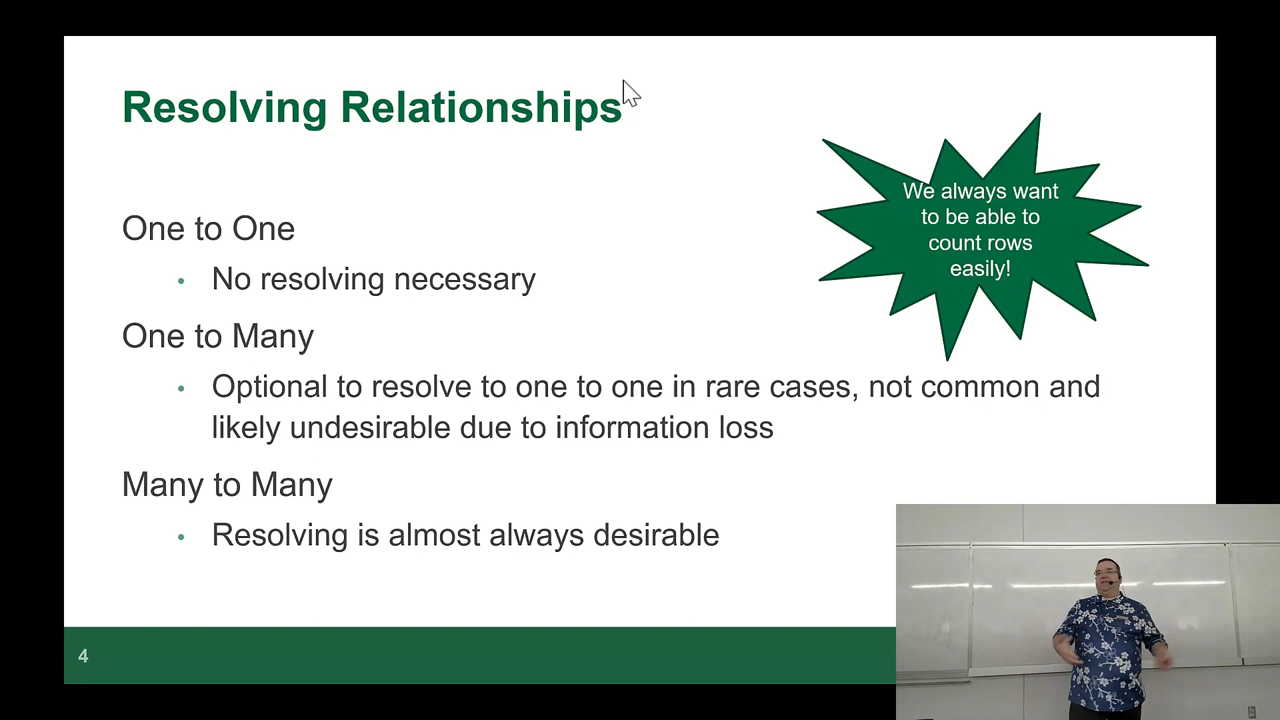 Resolving Relationships
We always want
to be able to
count rows
easily!
One to One
• No resolving necessary
One to Many
• Optional to resolve to one to one in rare cases, not common and
likely undesirable due to information loss
Many to Many
• Resolving is almost always desirable
4